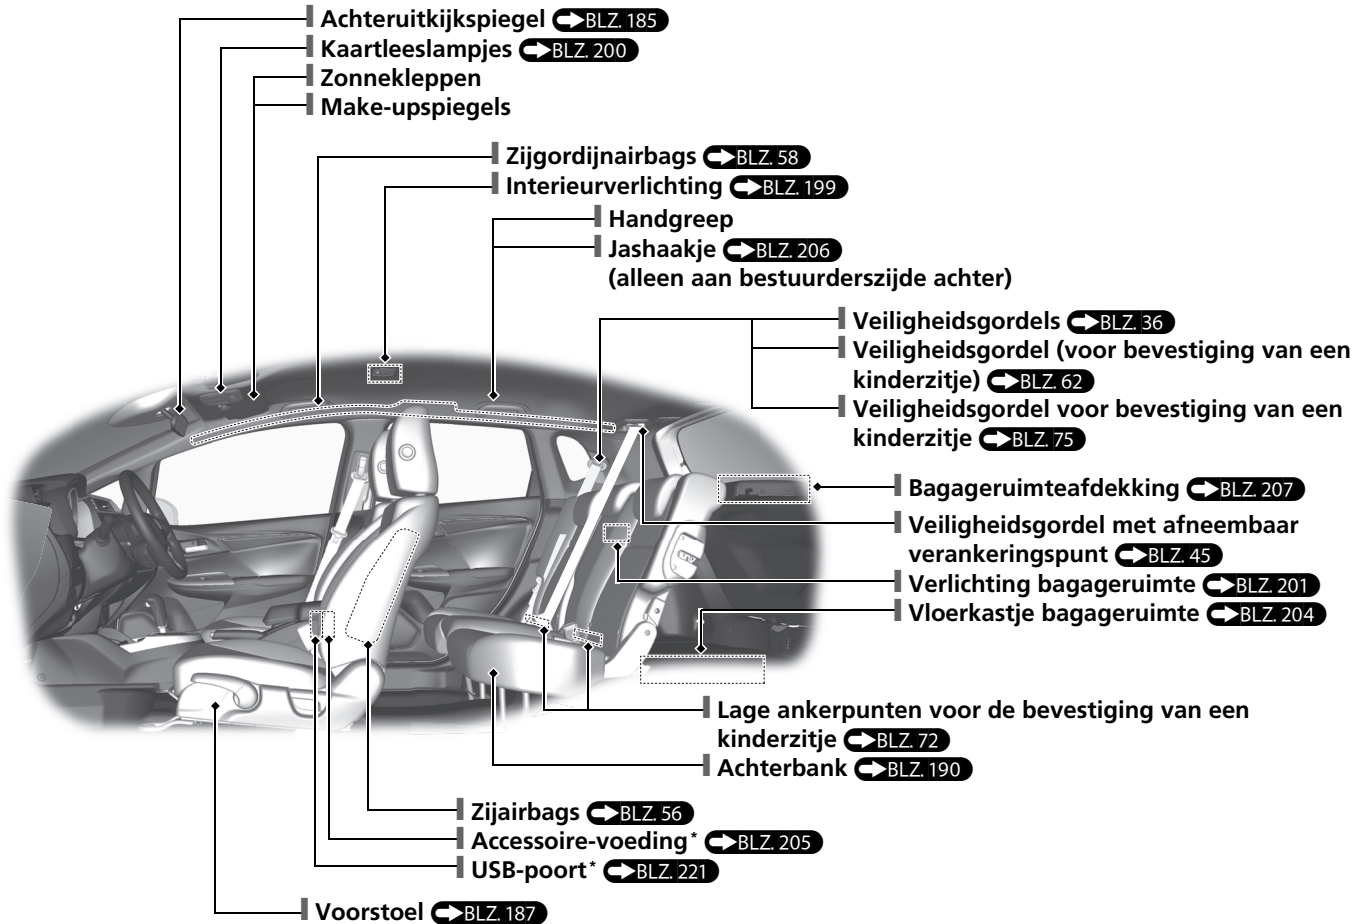 Achteruitkijkspiegel BLZ. 185
Kaartleeslampjes BLZ. 200
Zonnekleppen
Make-upspiegels
Zijgordijnairbags BLZ. 58
Interieurverlichting BLZ. 199
Handgreep
Jashaakje BLZ. 206
(alleen aan bestuurderszijde achter)
Veiligheidsgordels BLZ. 36
Veiligheidsgordel (voor bevestiging van een
kinderzitje) BLZ. 62
Veiligheidsgordel voor bevestiging van een
kinderzitje BLZ. 75
Bagageruimteafdekking BLZ. 207
Veiligheidsgordel met afneembaar
verankeringspunt BLZ. 45
Verlichting bagageruimte BLZ. 201
Vloerkastje bagageruimte BLZ. 204
Lage ankerpunten voor de bevestiging van een
kinderzitje BLZ. 72
Achterbank BLZ. 190
Zijairbags BLZ. 56
Accessoire-voeding* BLZ. 205
USB-poort* BLZ. 221
Voorstoel BLZ. 187